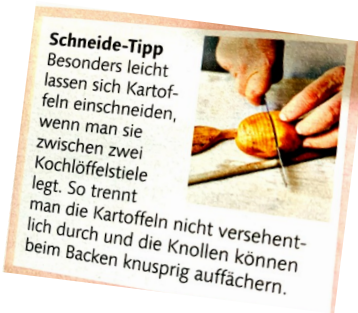 Schneide-Tipp
Besonders leicht
lassen sich Kartof-
feln einschneiden,
wenn man sie
zwischen zwei
Kochlöffelstiele
legt. So trennt
man die Kartoffeln nicht versehent-
lich durch und die Knollen können
beim Backen knusprig auffächern.